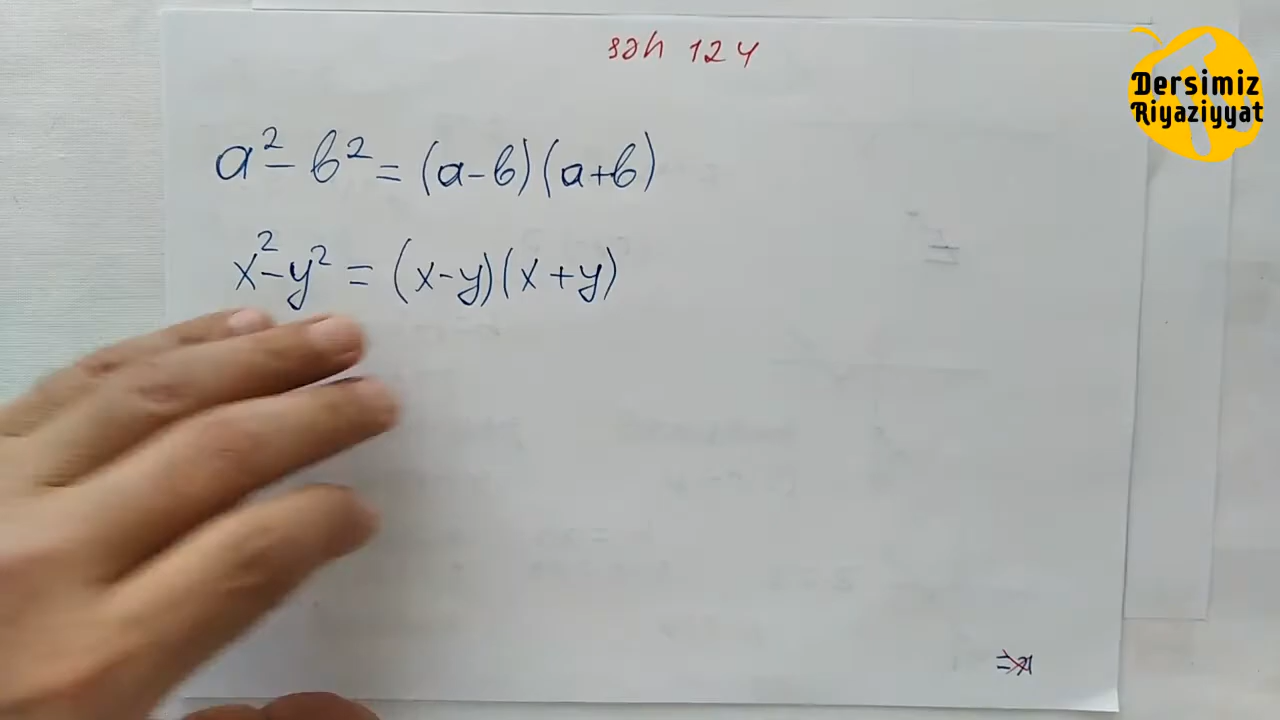 səh 124
Dersimiz
Riyaziyyat
a² - b² = (a-b)(a+b)
x² - y² = (x-y)(x+y)